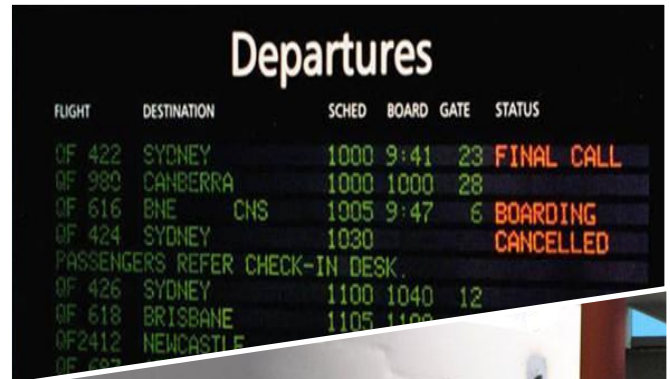 Departures
FLIGHT DESTINATION SCHED BOARD GATE STATUS
QF 422 SYDNEY 1000 9:41 23 FINAL CALL
QF 980 CANBERRA 1000 1000 28
QF 616 BNE CNS 1005 9:47 6 BOARDING
QF 424 SYDNEY 1030 CANCELLED
PASSENGERS REFER CHECK-IN DESK.
QF 426 SYDNEY 1100 1040 12
QF 618 BRISBANE 1105 1100
QF2412 NEWCASTLE
QF